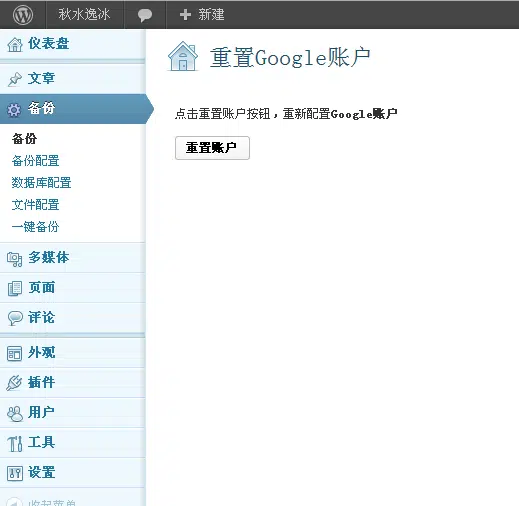 秋水逸冰 新建
仪表盘
文章
备份
备份
备份配置
数据库配置
文件配置
一键备份
多媒体
页面
评论
外观
插件
用户
工具
设置
收起菜单
重置Google账户
点击重置账户按钮，重新配置Google账户
重置账户